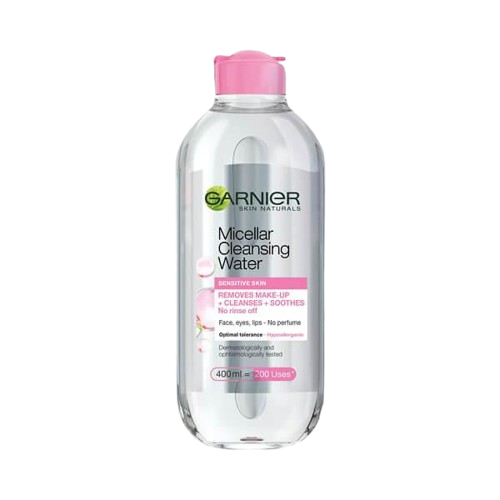 GARNIER
SKIN NATURALS
Micellar
Cleansing
Water
SENSITIVE SKIN
REMOVES MAKE-UP
+ CLEANSES + SOOTHES
No rinse off
Face, eyes, lips - No perfume
Optimal tolerance - Hypoallergenic
Dermatologically and
ophtalmologically tested
400ml = "200 Uses"